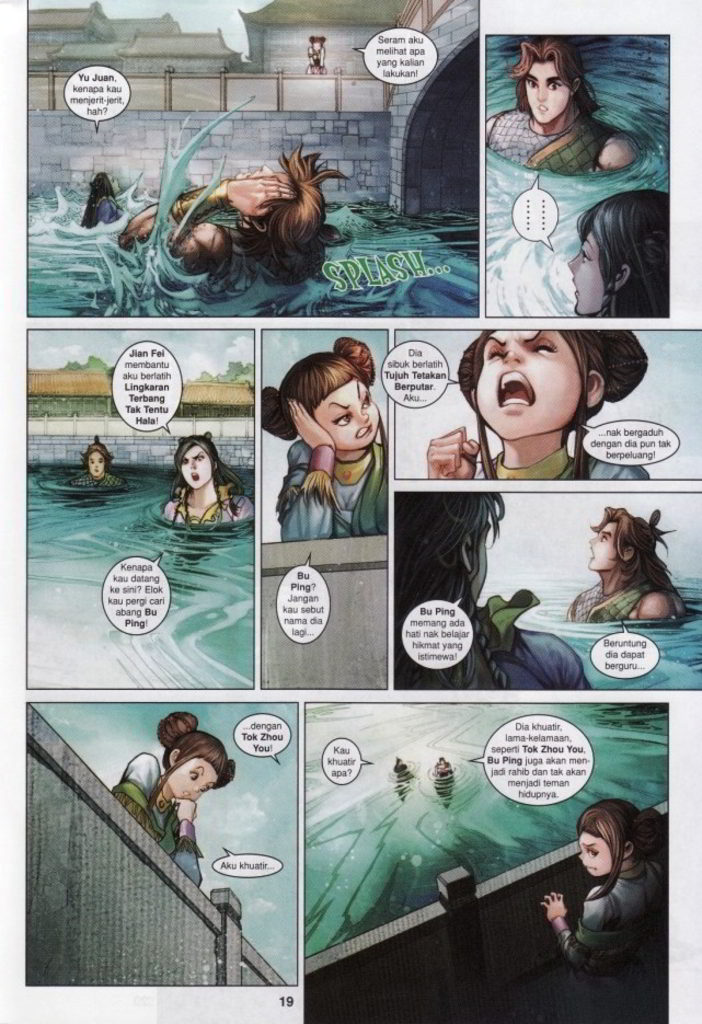 Yu Juan,
kenapa kau
menjerit-jerit,
hah?
Seram aku
melihat apa
yang kalian
lakukan!
SPLASH...
Jian Fei
membantu
aku berlatih
Lingkaran
Terbang
Tak Tentu
Hala!
Kenapa
kau datang
ke sini? Elok
kau pergi cari
abang Bu
Ping!
Bu
Ping?
Jangan
kau sebut
nama dia
lagi...
Dia
sibuk berlatih
Tujuh Tetakan
Berputar.
Aku...
...nak bergaduh
dengan dia pun tak
berpeluang!
Bu Ping
memang ada
hati nak belajar
hikmat yang
istimewa!
Beruntung
dia dapat
berguru...
...dengan
Tok Zhou
You!
Aku khuatir...
Kau
khuatir
apa?
Dia khuatir,
lama-kelamaan,
seperti Tok Zhou You,
Bu Ping juga akan men-
jadi rahib dan tak akan
menjadi teman
hidupnya.
19